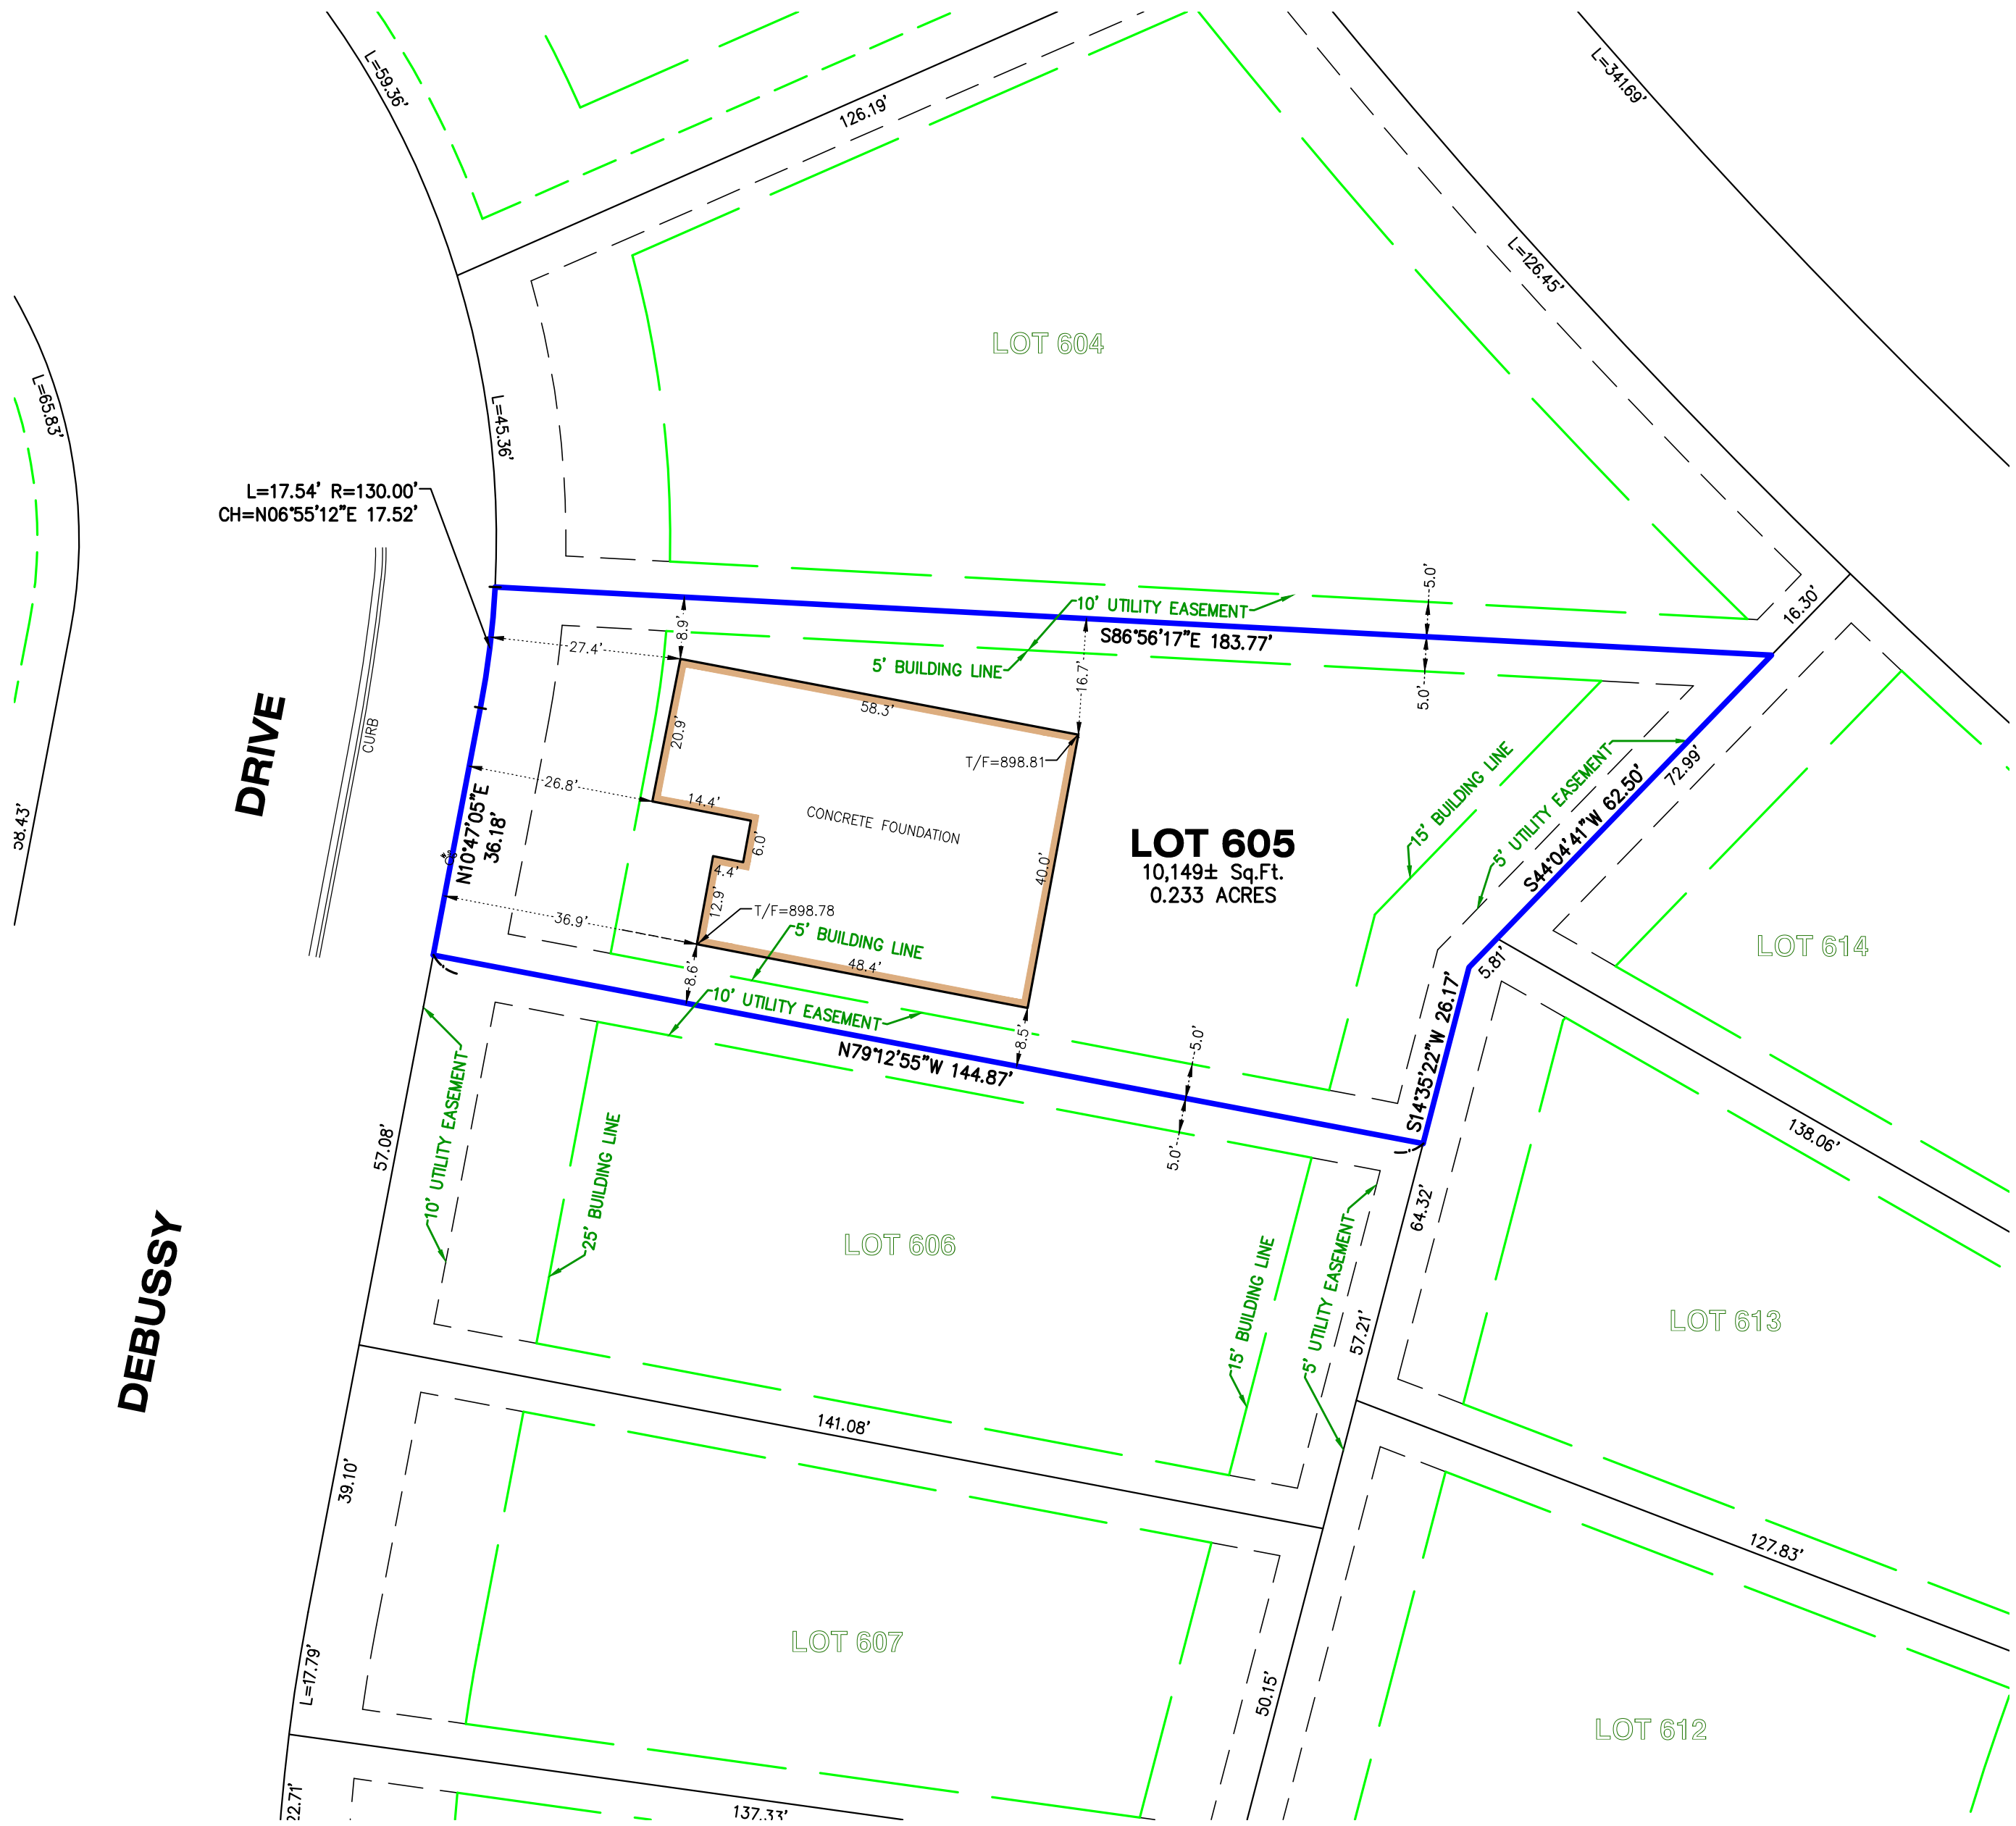 L=59.36'
126.19'
L=341.69'
L=126.45'
LOT 604
L=65.83'
L=45.36'
L=17.54' R=130.00'
CH=N06°55'12"E 17.52'
5.0'
10' UTILITY EASEMENT
16.30'
S86°56'17"E 183.77'
8.9'
27.4'
5' BUILDING LINE
16.7'
5.0'
58.3'
20.9'
DRIVE
CURB
T/F=898.81
15' BUILDING LINE
5' UTILITY EASEMENT
72.99'
S44°04'41"W 62.50'
26.8'
14.4'
CONCRETE FOUNDATION
6.0'
4.4'
40.0'
LOT 605
10,149± Sq.Ft.
0.233 ACRES
N10°47'05"E
36.18'
58.43'
12.9'
T/F=898.78
36.9'
5' BUILDING LINE
LOT 614
5.81'
48.4'
8.6'
10' UTILITY EASEMENT
S14°35'22"W 26.17'
N79°12'55"W 144.87'
8.5'
5.0'
5.0'
10' UTILITY EASEMENT
57.08'
25' BUILDING LINE
138.06'
64.32'
DEBUSSY
LOT 606
15' BUILDING LINE
5' UTILITY EASEMENT
57.21'
LOT 613
141.08'
39.10'
127.83'
LOT 607
L=17.79'
50.15'
LOT 612
22.71'
137.33'